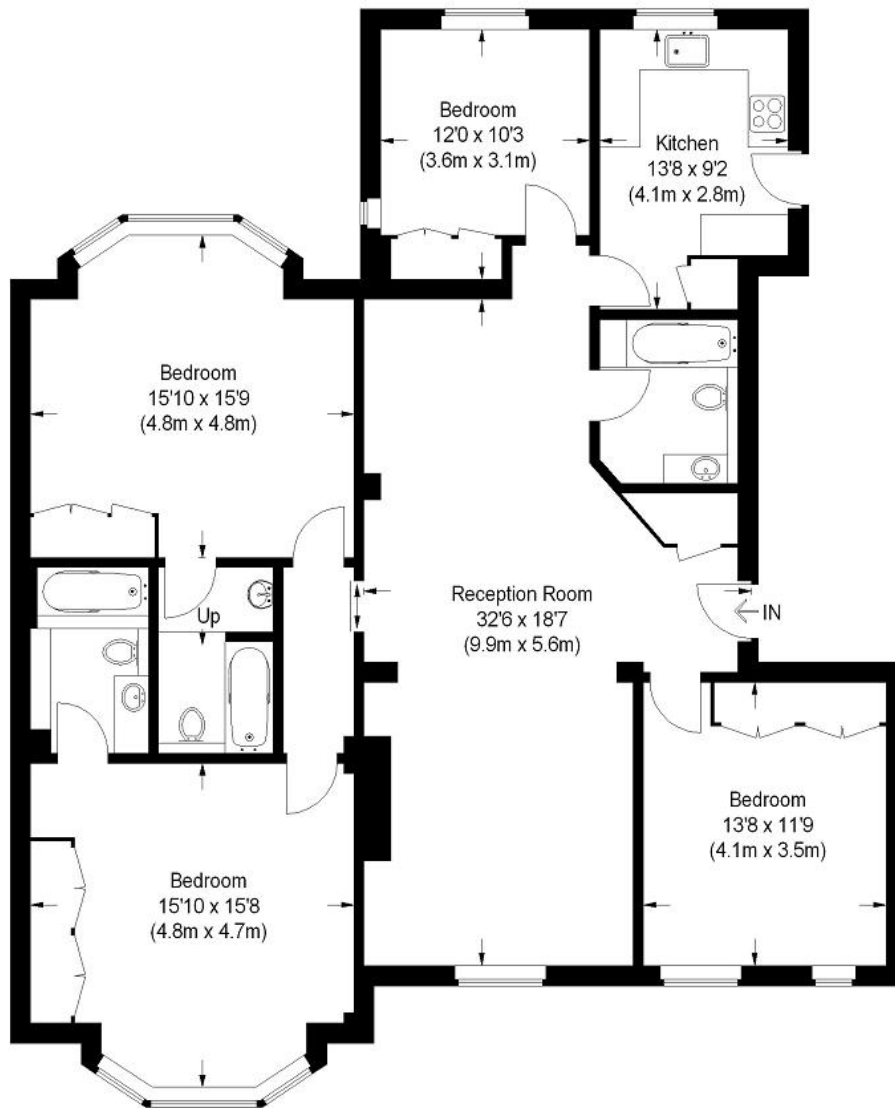 Bedroom
12'0 x 10'3
(3.6m x 3.1m)
Kitchen
13'8 x 9'2
(4.1m x 2.8m)
Bedroom
15'10 x 15'9
(4.8m x 4.8m)
Up
Reception Room
32'6 x 18'7
(9.9m x 5.6m)
IN
Bedroom
15'10 x 15'8
(4.8m x 4.7m)
Bedroom
13'8 x 11'9
(4.1m x 3.5m)